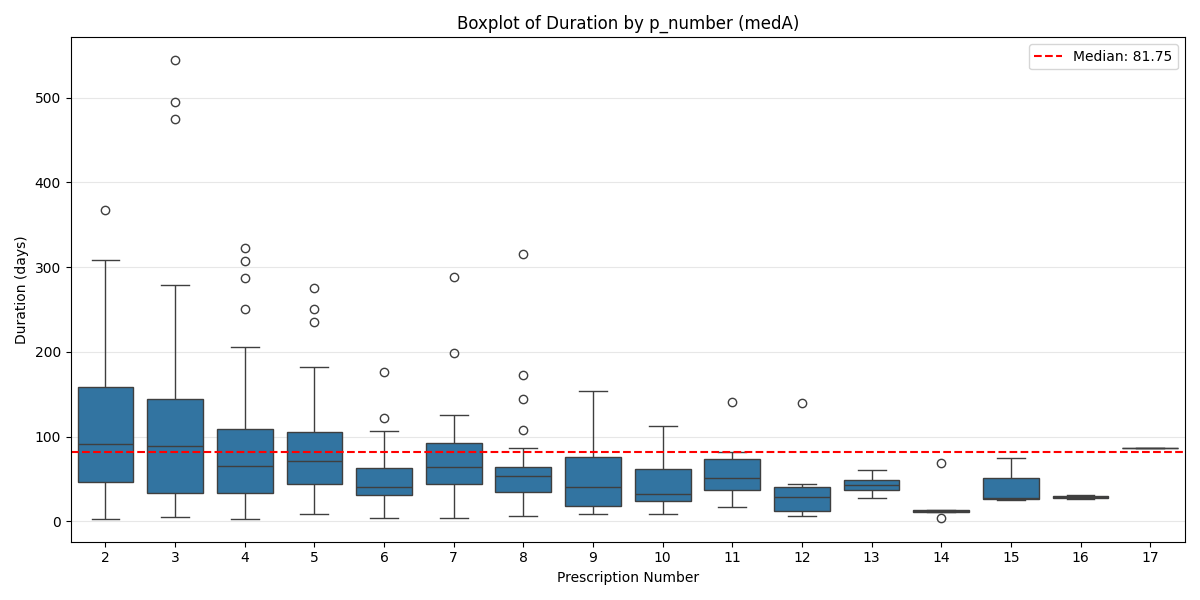 Boxplot of Duration by p_number (medA)
Median: 81.75
Duration (days)
500
400
300
200
100
0
2 3 4 5 6 7 8 9 10 11 12 13 14 15 16 17
Prescription Number